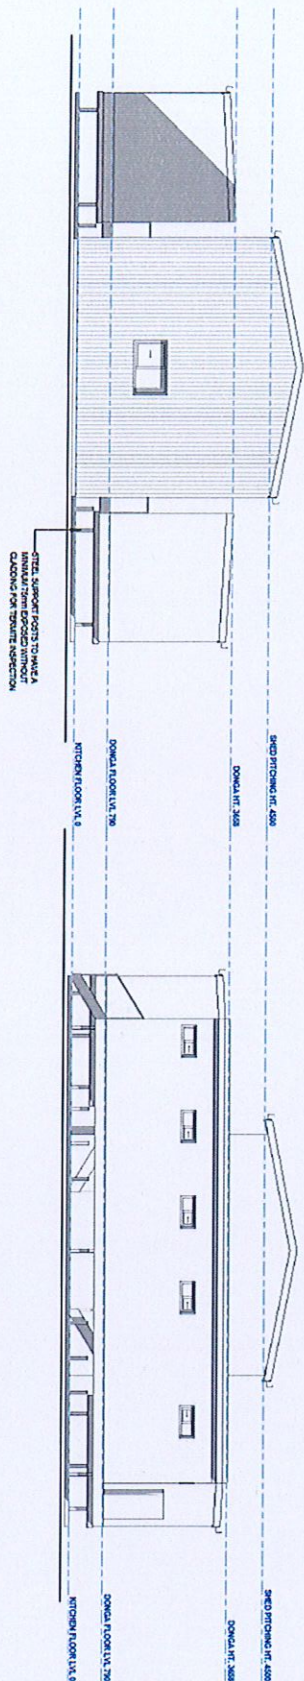 SHED PITCHING HT. 4500
DONGA HT. 3658
DONGA FLOOR LVL 790
KITCHEN FLOOR LVL 0
STEEL SUPPORT POSTS TO HAVE A
MINIMUM 75mm EXPOSED WITHOUT
CLADDING FOR TERMITE INSPECTION
SHED PITCHING HT. 4500
DONGA HT. 3658
DONGA FLOOR LVL 790
KITCHEN FLOOR LVL 0